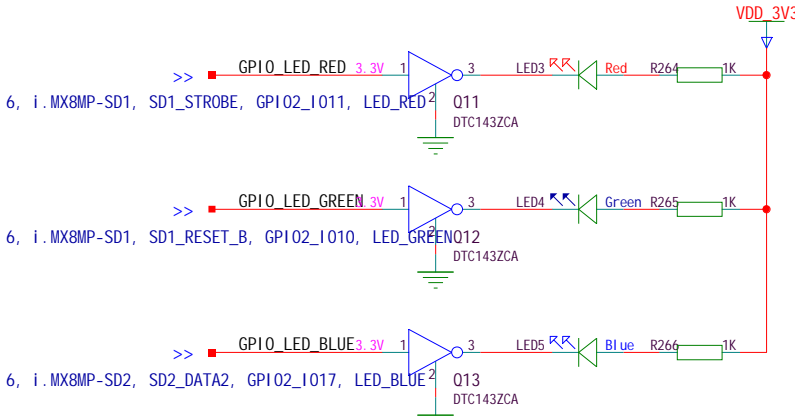 VDD_3V3
>> GPIO_LED_RED 3.3V 1 3 LED3 Red R264 1K
2
6, i.MX8MP-SD1, SD1_STROBE, GPIO2_IO11, LED_RED Q11
DTC143ZCA
>> GPIO_LED_GREEN 3.3V 1 3 LED4 Green R265 1K
2
6, i.MX8MP-SD1, SD1_RESET_B, GPIO2_IO10, LED_GREEN Q12
DTC143ZCA
>> GPIO_LED_BLUE 3.3V 1 3 LED5 Blue R266 1K
2
6, i.MX8MP-SD2, SD2_DATA2, GPIO2_IO17, LED_BLUE Q13
DTC143ZCA